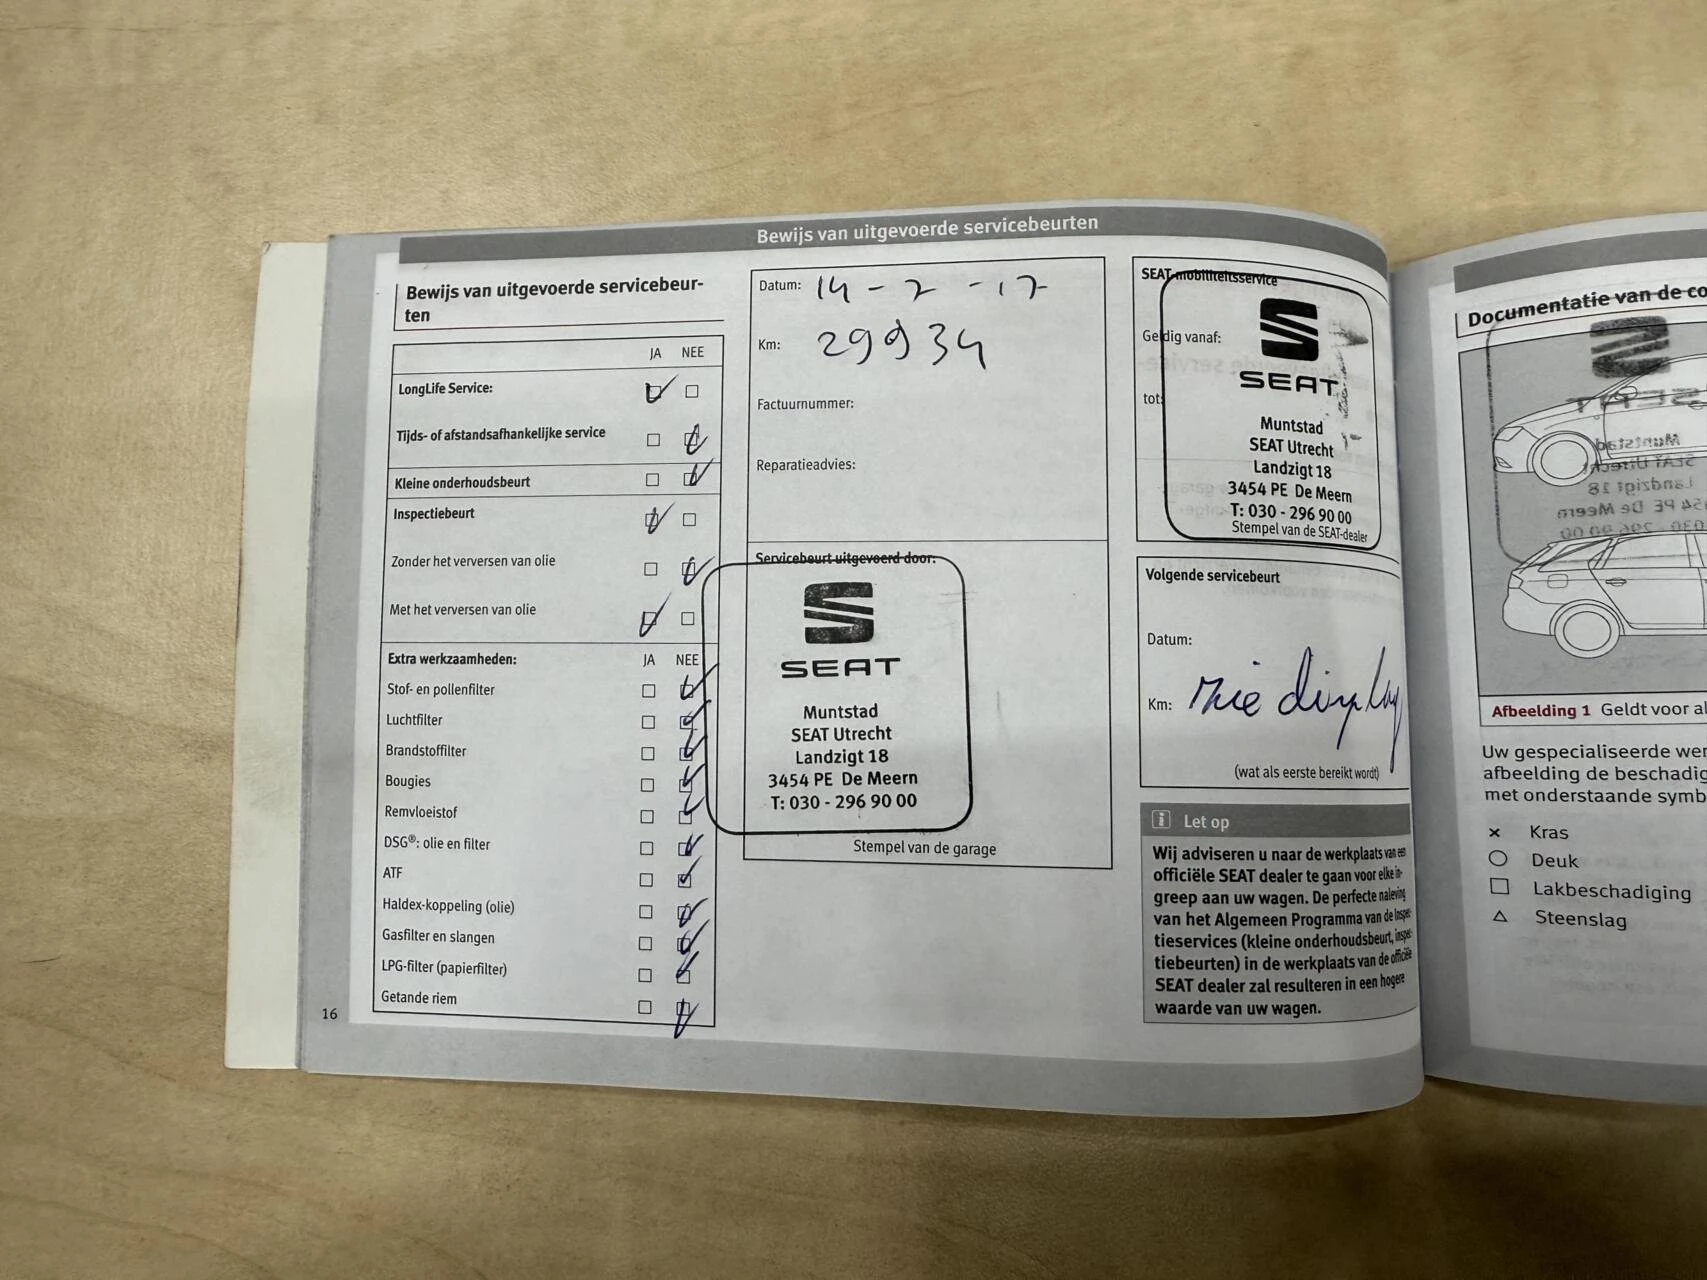 Bewijs van uitgevoerde servicebeurten
Bewijs van uitgevoerde servicebeur-
ten
JA NEE
LongLife Service:
Tijds- of afstandsafhankelijke service
Kleine onderhoudsbeurt
Inspectiebeurt
Zonder het verversen van olie
Met het verversen van olie
Extra werkzaamheden: JA NEE
Stof- en pollenfilter
Luchtfilter
Brandstoffilter
Bougies
Remvloeistof
DSG®: olie en filter
ATF
Haldex-koppeling (olie)
Gasfilter en slangen
LPG-filter (papierfilter)
Getande riem
16
Datum: 14-2-17
Km: 29934
Factuurnummer:
Reparatieadvies:
Servicebeurt uitgevoerd door:
SEAT
Muntstad
SEAT Utrecht
Landzigt 18
3454 PE De Meern
T: 030 - 296 90 00
Stempel van de garage
SEAT-mobiliteitsservice
Geldig vanaf:
tot:
SEAT
Muntstad
SEAT Utrecht
Landzigt 18
3454 PE De Meern
T: 030 - 296 90 00
Stempel van de SEAT-dealer
Volgende servicebeurt
Datum:
Km: zie display
(wat als eerste bereikt wordt)
i Let op
Wij adviseren u naar de werkplaats van een
officiële SEAT dealer te gaan voor elke in-
greep aan uw wagen. De perfecte naleving
van het Algemeen Programma van de Inspec-
tieservices (kleine onderhoudsbeurt, inspec-
tiebeurten) in de werkplaats van de officiële
SEAT dealer zal resulteren in een hogere
waarde van uw wagen.
Documentatie van de co
Afbeelding 1 Geldt voor al
Uw gespecialiseerde wer
afbeelding de beschadig
met onderstaande symb
Kras
Deuk
Lakbeschadiging
Steenslag